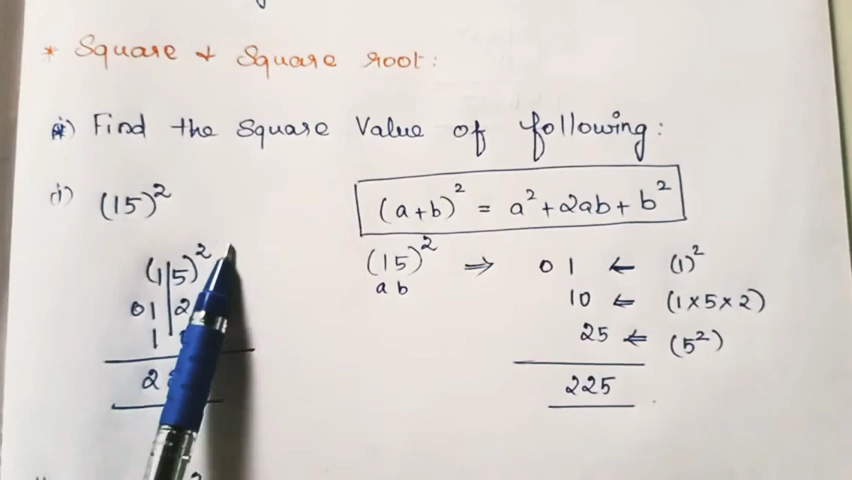 * Square & Square root:
Find the Square Value of following:
i) (15)²
(a+b)² = a²+2ab+b²
(1|5)²
01|2
1
2
(15)² ⇒ 01 ← (1)²
a b
10 ← (1×5×2)
25 ← (5²)
225